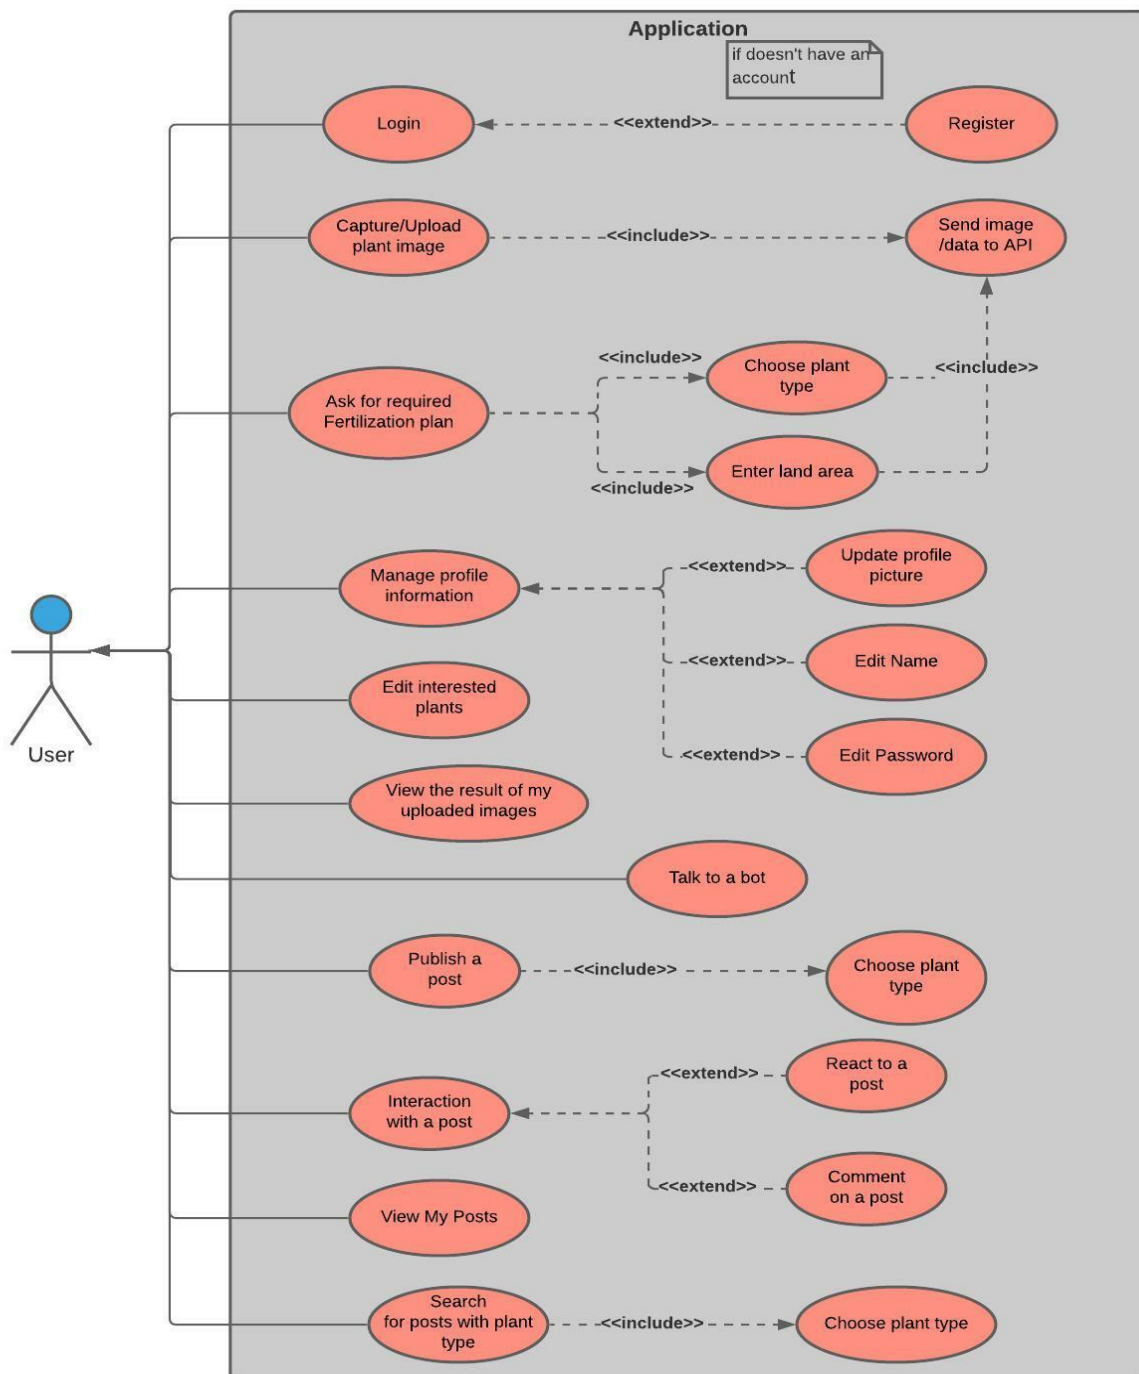 Application
if doesn't have an
account
Login
<<extend>>
Register
Capture/Upload
plant image
<<include>>
Send image
/data to API
Ask for required
Fertilization plan
<<include>>
Choose plant
type
<<include>>
<<include>>
Enter land area
Manage profile
information
<<extend>>
Update profile
picture
<<extend>>
Edit Name
<<extend>>
Edit Password
User
Edit interested
plants
View the result of my
uploaded images
Talk to a bot
Publish a
post
<<include>>
Choose plant
type
Interaction
with a post
<<extend>>
React to a
post
<<extend>>
Comment
on a post
View My Posts
Search
for posts with plant
type
<<include>>
Choose plant type